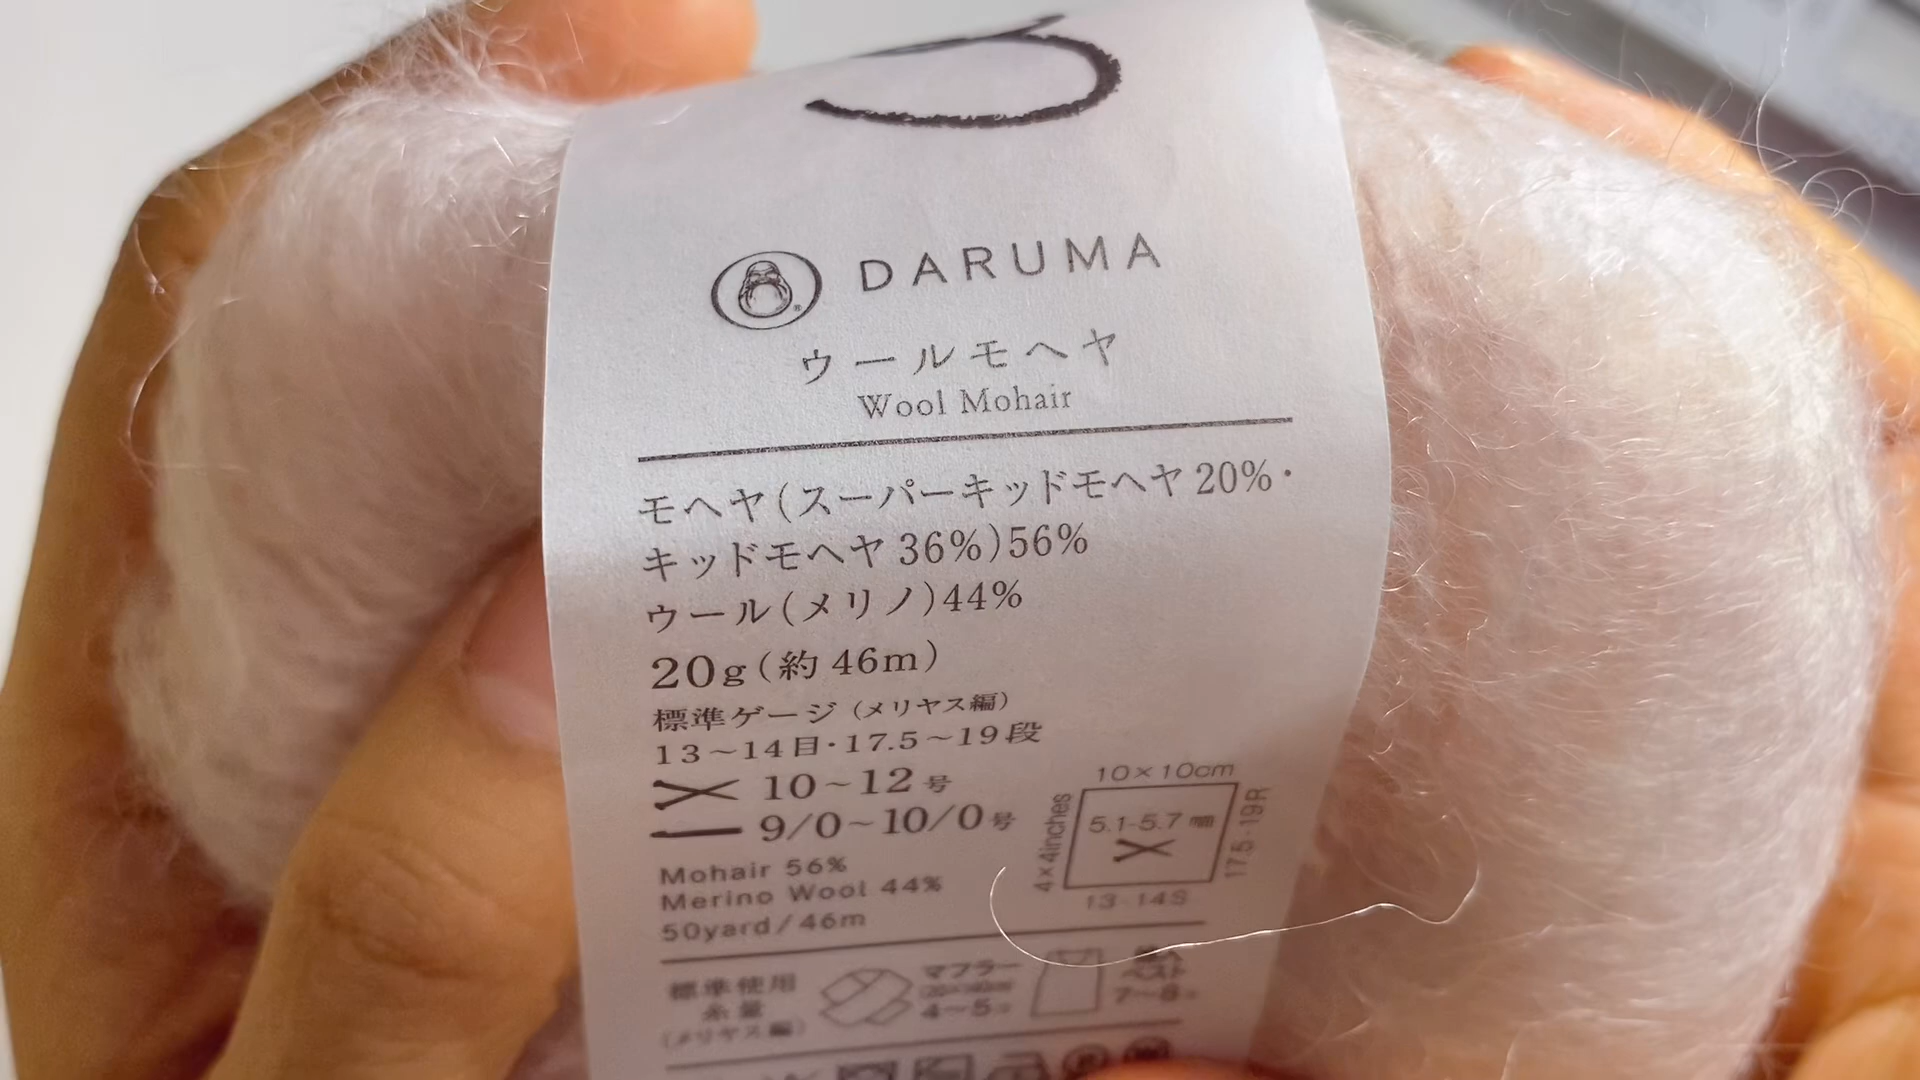 DARUMA
ウールモヘヤ
Wool Mohair
モヘヤ(スーパーキッドモヘヤ20%・
キッドモヘヤ36%)56%
ウール(メリノ)44%
20g(約46m)
標準ゲージ(メリヤス編)
13~14目・17.5~19段
10~12号
9/0~10/0号
10×10cm
4×4inches
5.1-5.7mm
17.5-19R
13-14S
Mohair 56%
Merino Wool 44%
50yard/46m
標準使用
糸量
(メリヤス編)
マフラー
4~5
ベスト
7~8